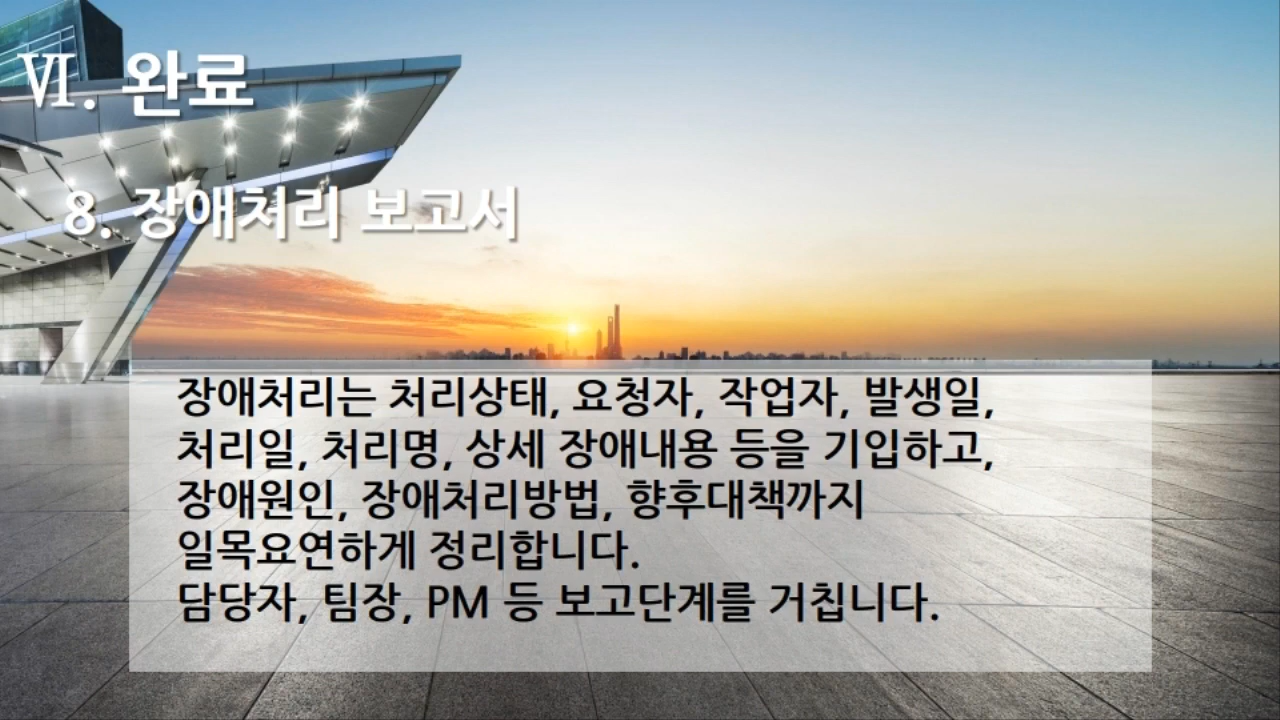 Ⅵ. 완료
8. 장애처리 보고서
장애처리는 처리상태, 요청자, 작업자, 발생일,
처리일, 처리명, 상세 장애내용 등을 기입하고,
장애원인, 장애처리방법, 향후대책까지
일목요연하게 정리합니다.
담당자, 팀장, PM 등 보고단계를 거칩니다.